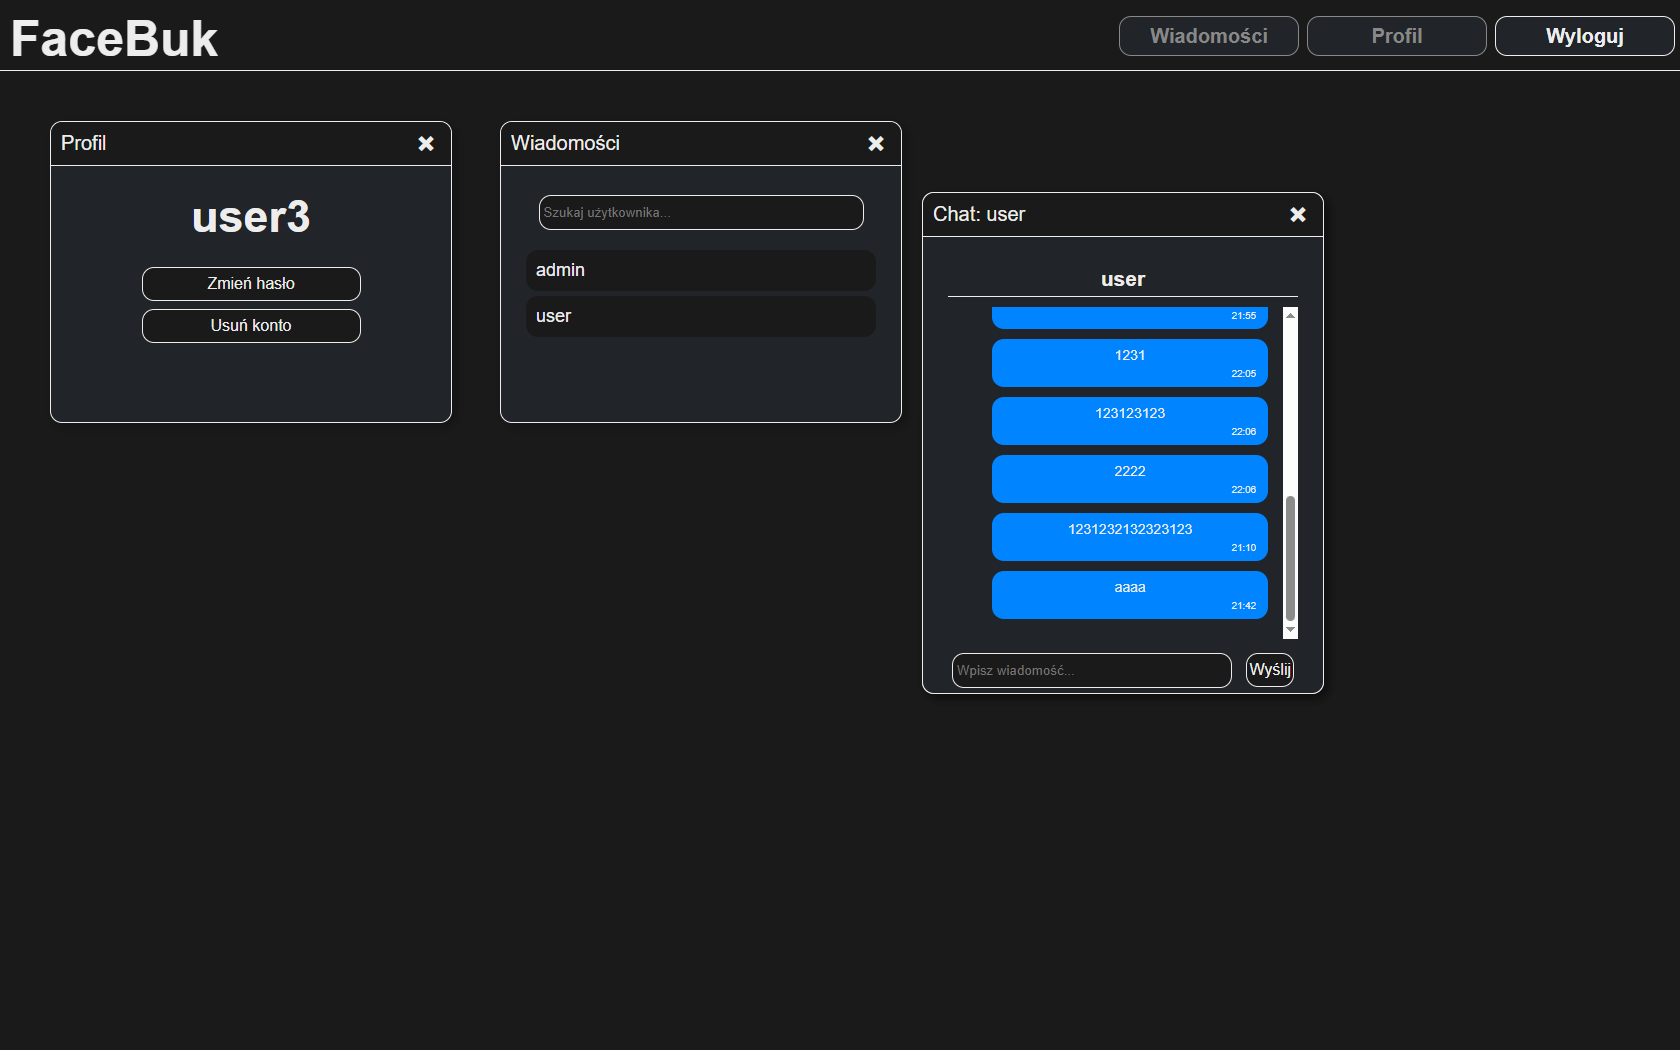 FaceBuk
Wiadomości
Profil
Wyloguj
Profil
user3
Zmień hasło
Usuń konto
Wiadomości
Szukaj użytkownika...
admin
user
Chat: user
user
21:55
1231
22:05
123123123
22:06
2222
22:06
1231232132323123
21:10
aaaa
21:42
Wpisz wiadomość...
Wyślij